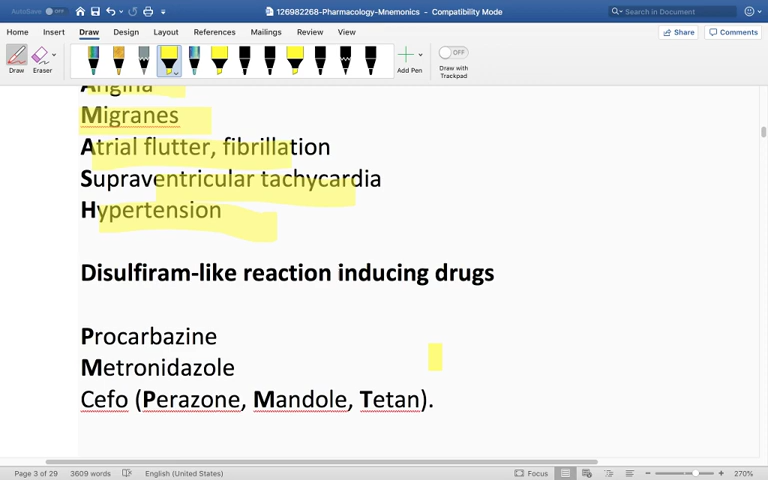 AutoSave OFF 126982268-Pharmacology-Mnemonics - Compatibility Mode Search in Document
Home Insert Draw Design Layout References Mailings Review View Share Comments
Draw Eraser Add Pen OFF Draw with Trackpad
Angina
Migranes
Atrial flutter, fibrillation
Supraventricular tachycardia
Hypertension
Disulfiram-like reaction inducing drugs
Procarbazine
Metronidazole
Cefo (Perazone, Mandole, Tetan).
Page 3 of 29 3609 words English (United States) Focus 270%